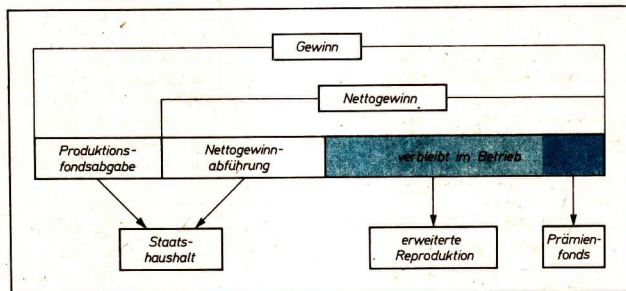 Gewinn
Nettogewinn
Produktions-
fondsabgabe
Nettogewinn-
abführung
verbleibt im Betrieb
Staats-
haushalt
erweiterte
Reproduktion
Prämien-
fonds